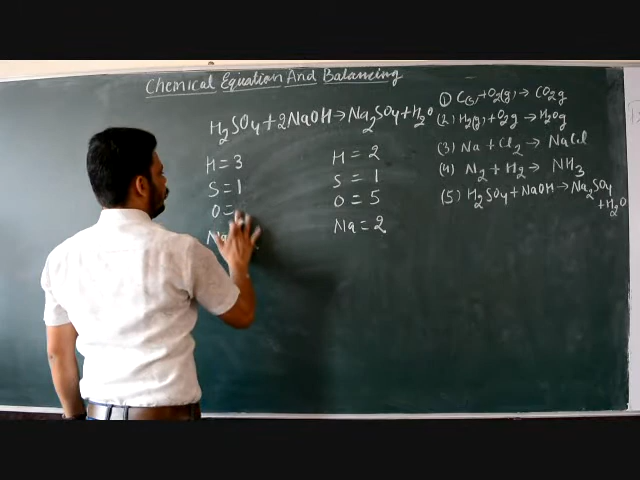 Chemical Equation And Balancing
H₂SO₄ + 2NaOH → Na₂SO₄ + H₂O
H = 3
S = 1
O =
Na
H = 2
S = 1
O = 5
Na = 2
(1) C(s) + O₂(g) → CO₂g
(2) H₂(g) + O₂g → H₂Og
(3) Na + Cl₂ → NaCl
(4) N₂ + H₂ → NH₃
(5) H₂SO₄ + NaOH → Na₂SO₄
+ H₂O